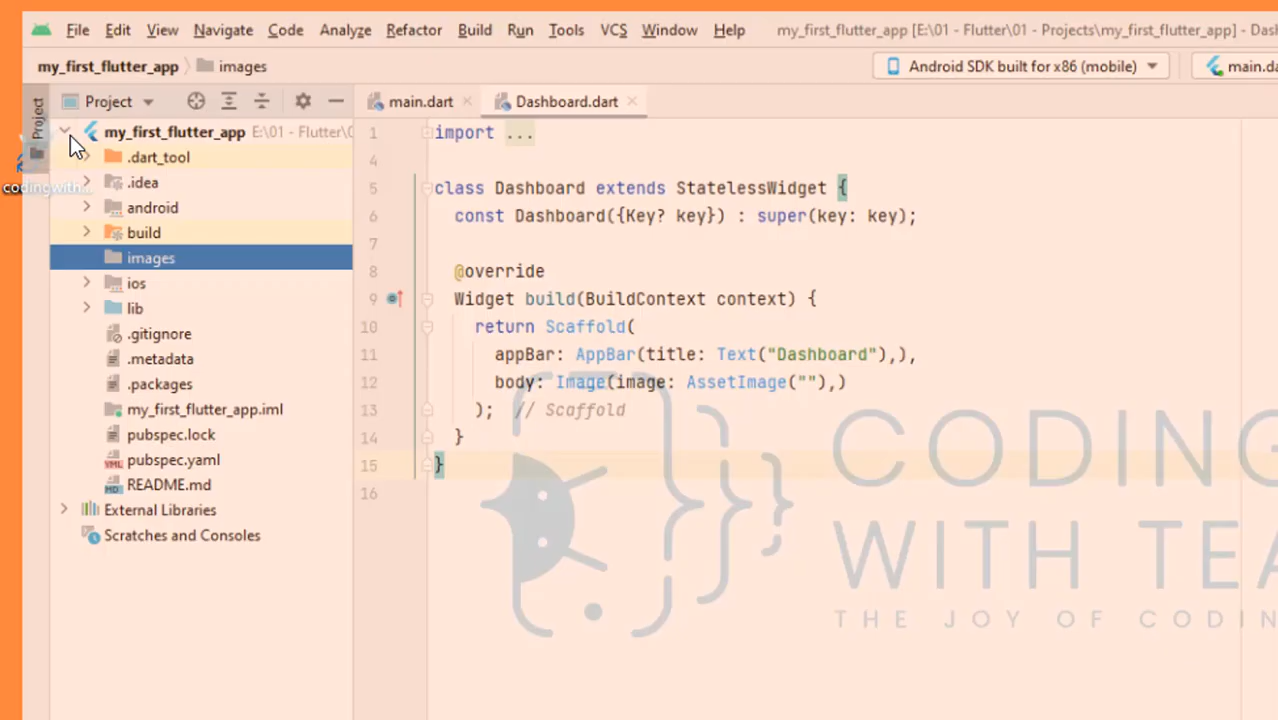 File Edit View Navigate Code Analyze Refactor Build Run Tools VCS Window Help my_first_flutter_app [E:\01 - Flutter\01 - Projects\my_first_flutter_app] - Das
my_first_flutter_app images Android SDK built for x86 (mobile) main.da
Project main.dart Dashboard.dart
Project
my_first_flutter_app E:\01 - Flutter\0
.dart_tool
codingwith...
.idea
android
build
images
ios
lib
.gitignore
.metadata
.packages
my_first_flutter_app.iml
pubspec.lock
pubspec.yaml
README.md
External Libraries
Scratches and Consoles
1 import ...
4
5 class Dashboard extends StatelessWidget {
6 const Dashboard({Key? key}) : super(key: key);
7
8 @override
9 Widget build(BuildContext context) {
10 return Scaffold(
11 appBar: AppBar(title: Text("Dashboard"),),
12 body: Image(image: AssetImage(""),)
13 ); // Scaffold
14 }
15 }
16
CODING
WITH TEA
THE JOY OF CODIN